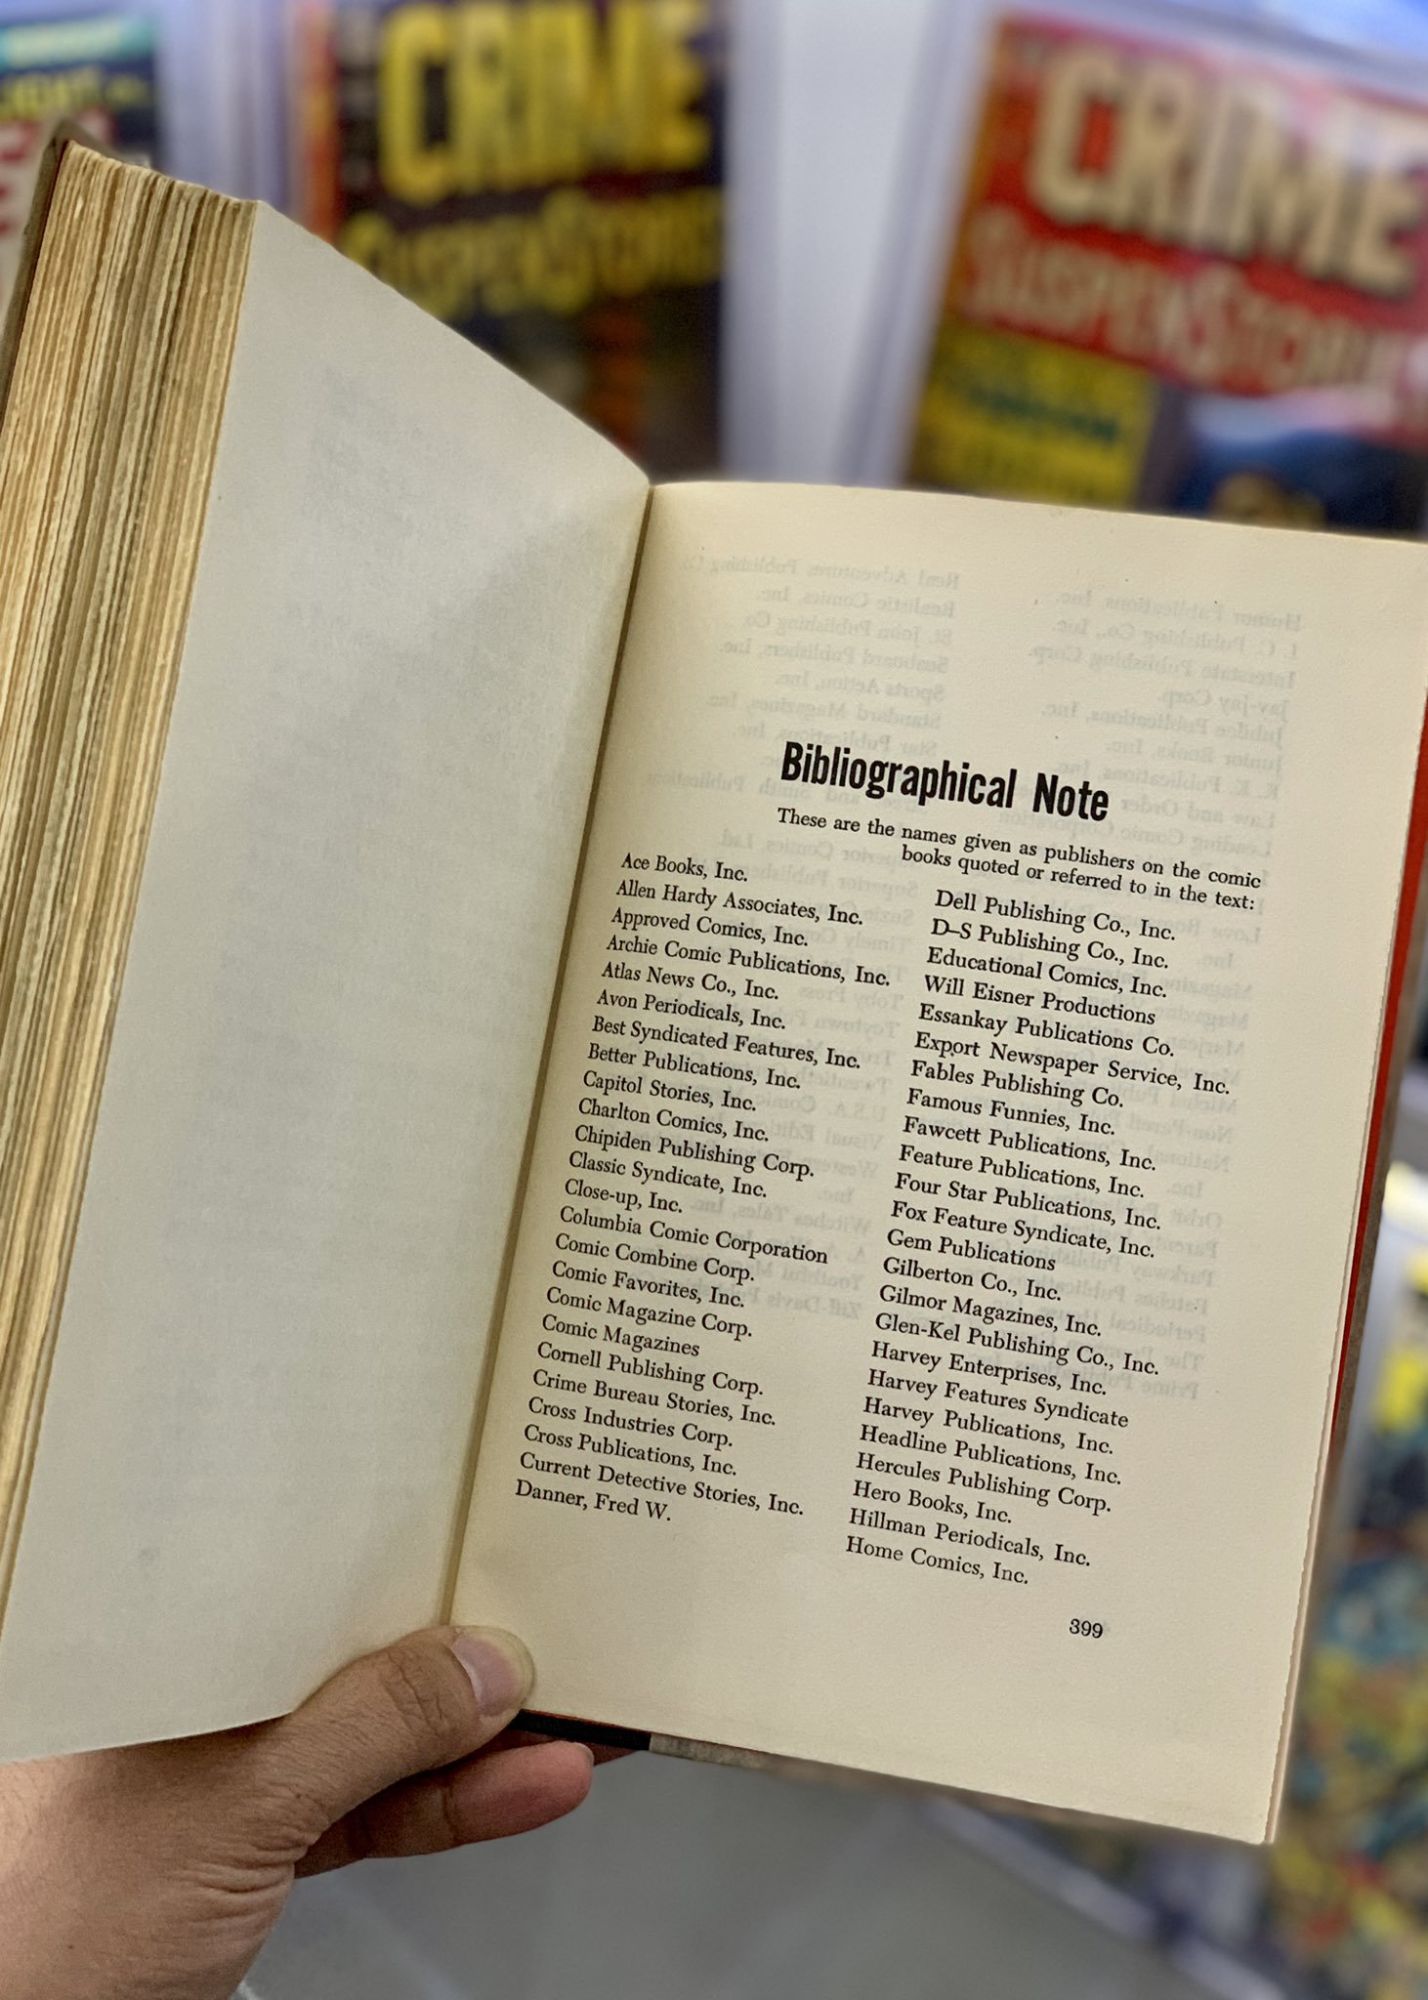 CRIME
SUSPENSTORIES
CRIME
SUSPENSTORIES
Bibliographical Note
These are the names given as publishers on the comic
books quoted or referred to in the text:
Ace Books, Inc.
Allen Hardy Associates, Inc.
Approved Comics, Inc.
Archie Comic Publications, Inc.
Atlas News Co., Inc.
Avon Periodicals, Inc.
Best Syndicated Features, Inc.
Better Publications, Inc.
Capitol Stories, Inc.
Charlton Comics, Inc.
Chipiden Publishing Corp.
Classic Syndicate, Inc.
Close-up, Inc.
Columbia Comic Corporation
Comic Combine Corp.
Comic Favorites, Inc.
Comic Magazine Corp.
Comic Magazines
Cornell Publishing Corp.
Crime Bureau Stories, Inc.
Cross Industries Corp.
Cross Publications, Inc.
Current Detective Stories, Inc.
Danner, Fred W.
Dell Publishing Co., Inc.
D–S Publishing Co., Inc.
Educational Comics, Inc.
Will Eisner Productions
Essankay Publications Co.
Export Newspaper Service, Inc.
Fables Publishing Co.
Famous Funnies, Inc.
Fawcett Publications, Inc.
Feature Publications, Inc.
Four Star Publications, Inc.
Fox Feature Syndicate, Inc.
Gem Publications
Gilberton Co., Inc.
Gilmor Magazines, Inc.
Glen-Kel Publishing Co., Inc.
Harvey Enterprises, Inc.
Harvey Features Syndicate
Harvey Publications, Inc.
Headline Publications, Inc.
Hercules Publishing Corp.
Hero Books, Inc.
Hillman Periodicals, Inc.
Home Comics, Inc.
399